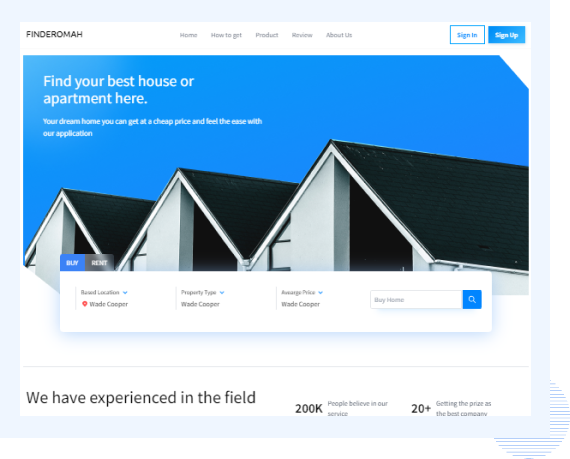 FINDEROMAH
Home How to get Product Review About Us
Sign In Sign Up
Find your best house or
apartment here.
Your dream home you can get at a cheap price and feel the ease with
our application
BUY RENT
Based Location Property Type Avearge Price
Wade Cooper Wade Cooper Wade Cooper
Buy Home
We have experienced in the field
200K People believe in our
service
20+ Getting the prize as
the best company